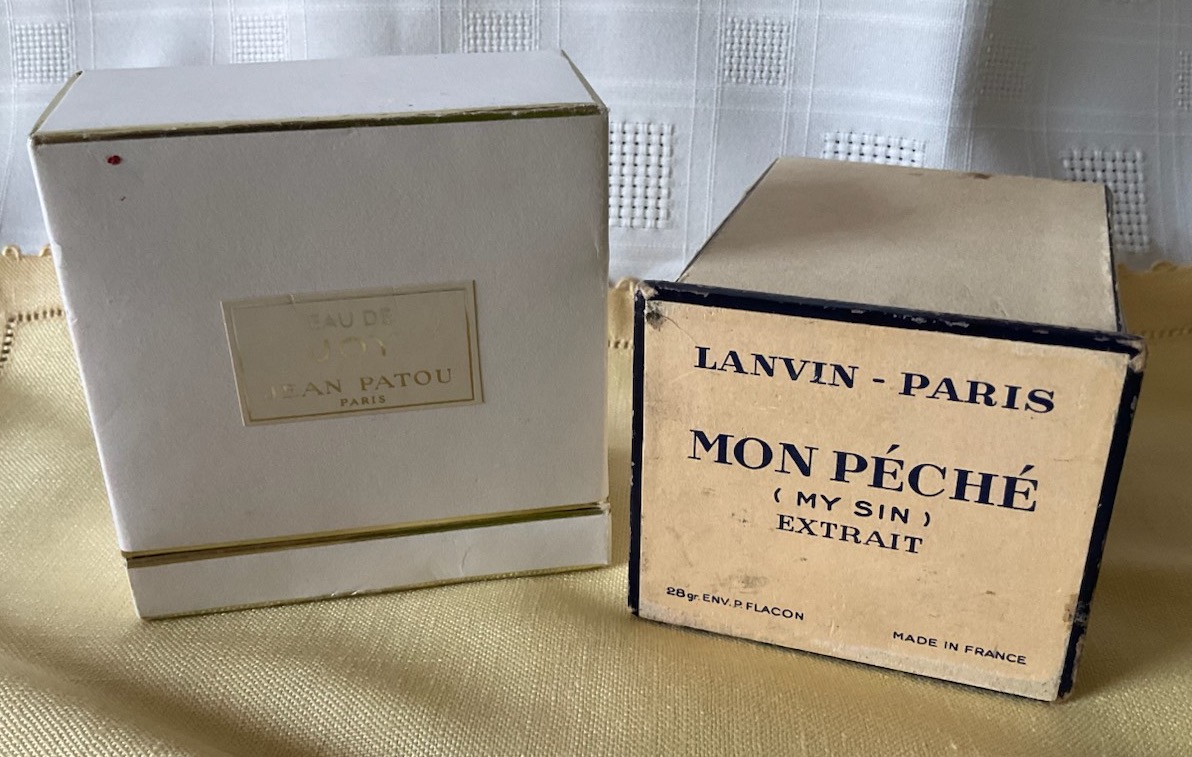 EAU DE
JOY
JEAN PATOU
PARIS
LANVIN - PARIS
MON PÉCHÉ
( MY SIN )
EXTRAIT
28gr. ENV. P. FLACON
MADE IN FRANCE